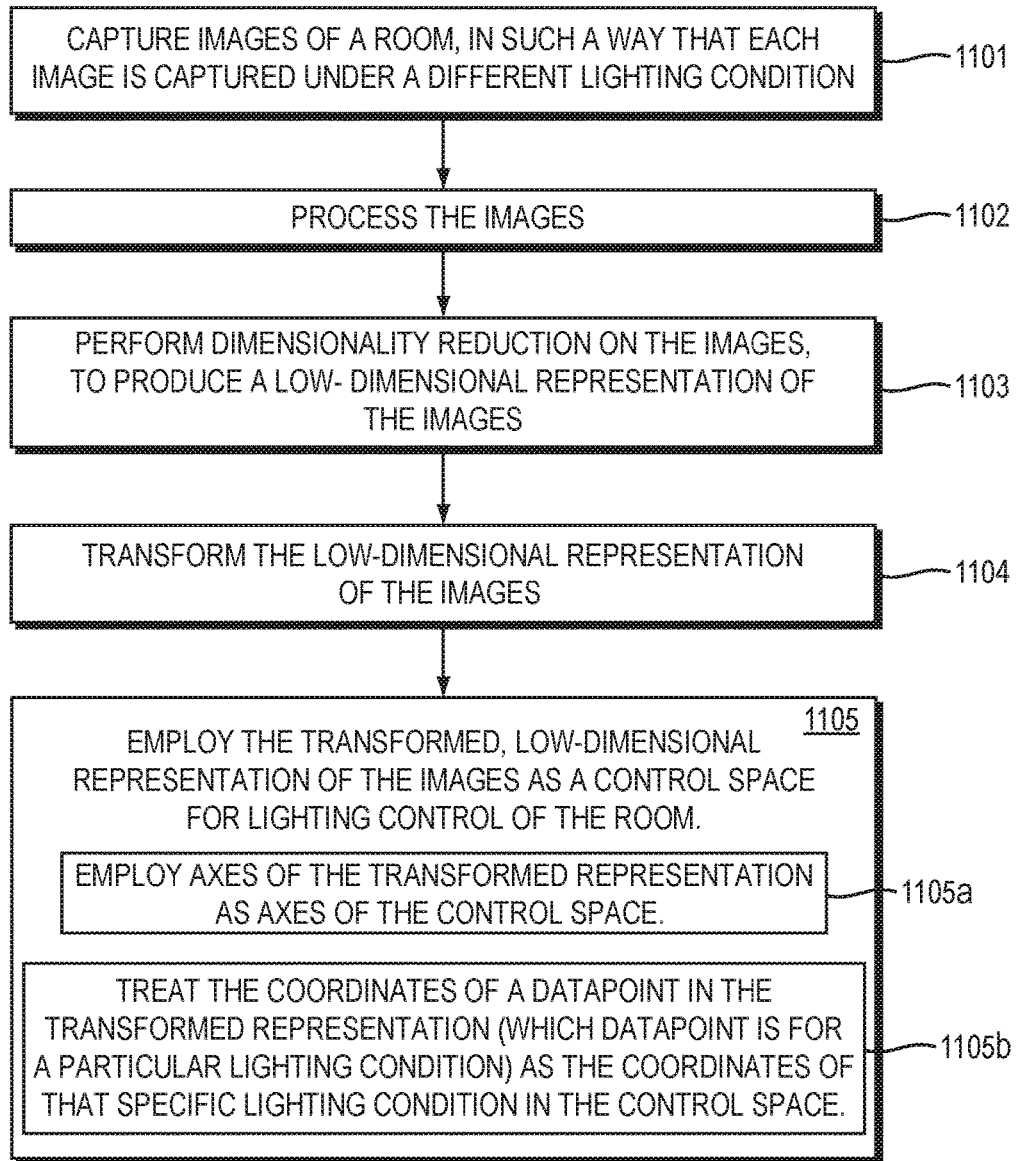 CAPTURE IMAGES OF A ROOM, IN SUCH A WAY THAT EACH
IMAGE IS CAPTURED UNDER A DIFFERENT LIGHTING CONDITION
1101
PROCESS THE IMAGES
1102
PERFORM DIMENSIONALITY REDUCTION ON THE IMAGES,
TO PRODUCE A LOW- DIMENSIONAL REPRESENTATION OF
THE IMAGES
1103
TRANSFORM THE LOW-DIMENSIONAL REPRESENTATION
OF THE IMAGES
1104
1105
EMPLOY THE TRANSFORMED, LOW-DIMENSIONAL
REPRESENTATION OF THE IMAGES AS A CONTROL SPACE
FOR LIGHTING CONTROL OF THE ROOM.
EMPLOY AXES OF THE TRANSFORMED REPRESENTATION
AS AXES OF THE CONTROL SPACE.
1105a
TREAT THE COORDINATES OF A DATAPOINT IN THE
TRANSFORMED REPRESENTATION (WHICH DATAPOINT IS FOR
A PARTICULAR LIGHTING CONDITION) AS THE COORDINATES OF
THAT SPECIFIC LIGHTING CONDITION IN THE CONTROL SPACE.
1105b